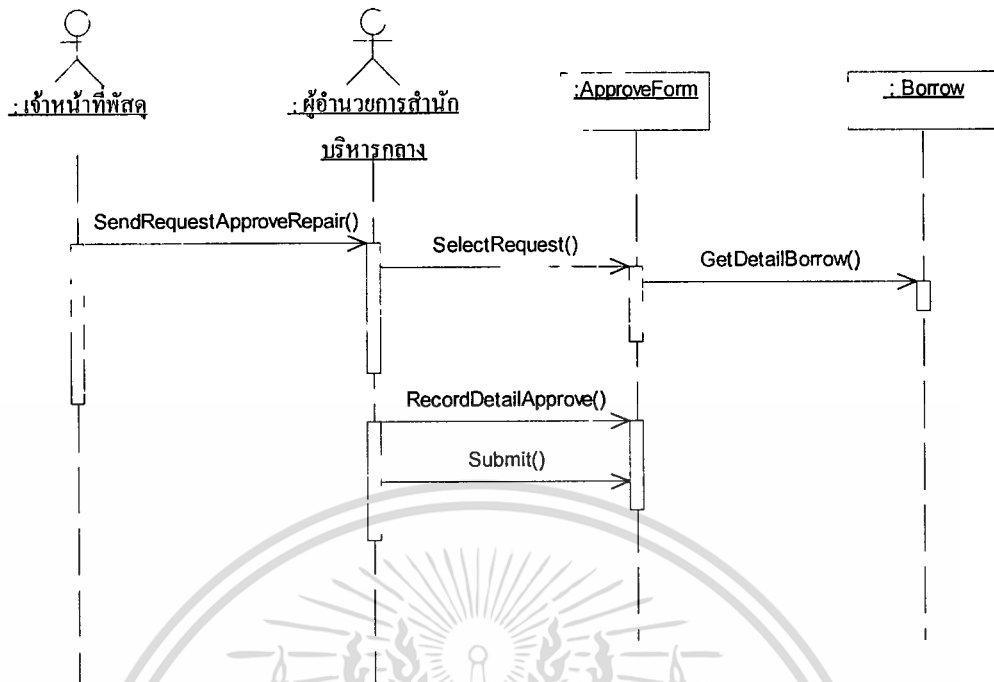 : เจ้าหน้าที่พัสดุ
: ผู้อำนวยการสำนัก
บริหารกลาง
:ApproveForm
: Borrow
SendRequestApproveRepair()
SelectRequest()
GetDetailBorrow()
RecordDetailApprove()
Submit()